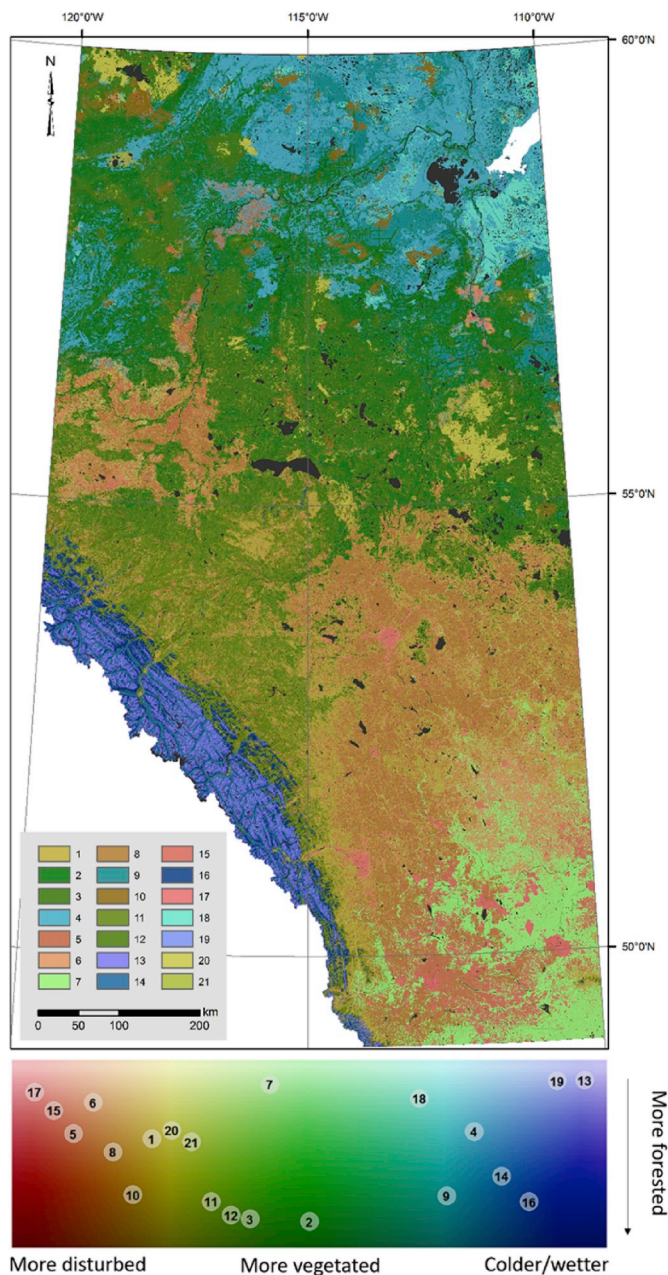 120°0'W 115°0'W 110°0'W
60°0'N
N
55°0'N
50°0'N
1 8 15
2 9 16
3 10 17
4 11 18
5 12 19
6 13 20
7 14 21
km
0 50 100 200
17 15 6 5 8 10 1 20 21 11 12 3 7 2 18 4 9 14 16 19 13
More forested
More disturbed More vegetated Colder/wetter